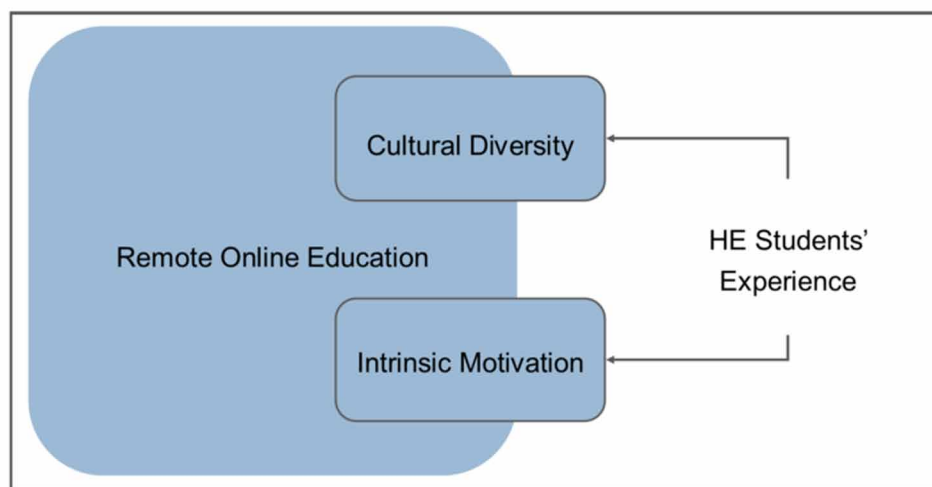 Cultural Diversity
Remote Online Education
HE Students’
Experience
Intrinsic Motivation